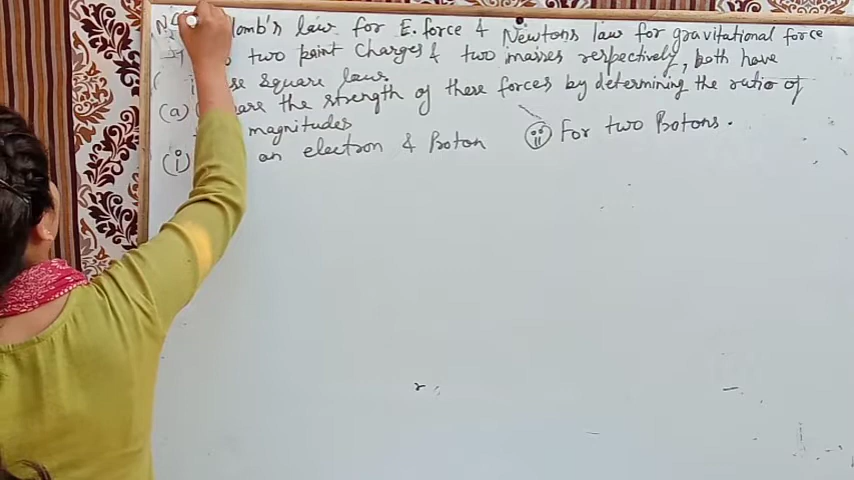 lomb's law for E. force & Newtons law for gravitational force
two point Charges & two masses respectively, both have
se square laws.
(a) are the strength of these forces by determining the ratio of
magnitudes
(i) an electron & Proton (ii) For two Protons.
r